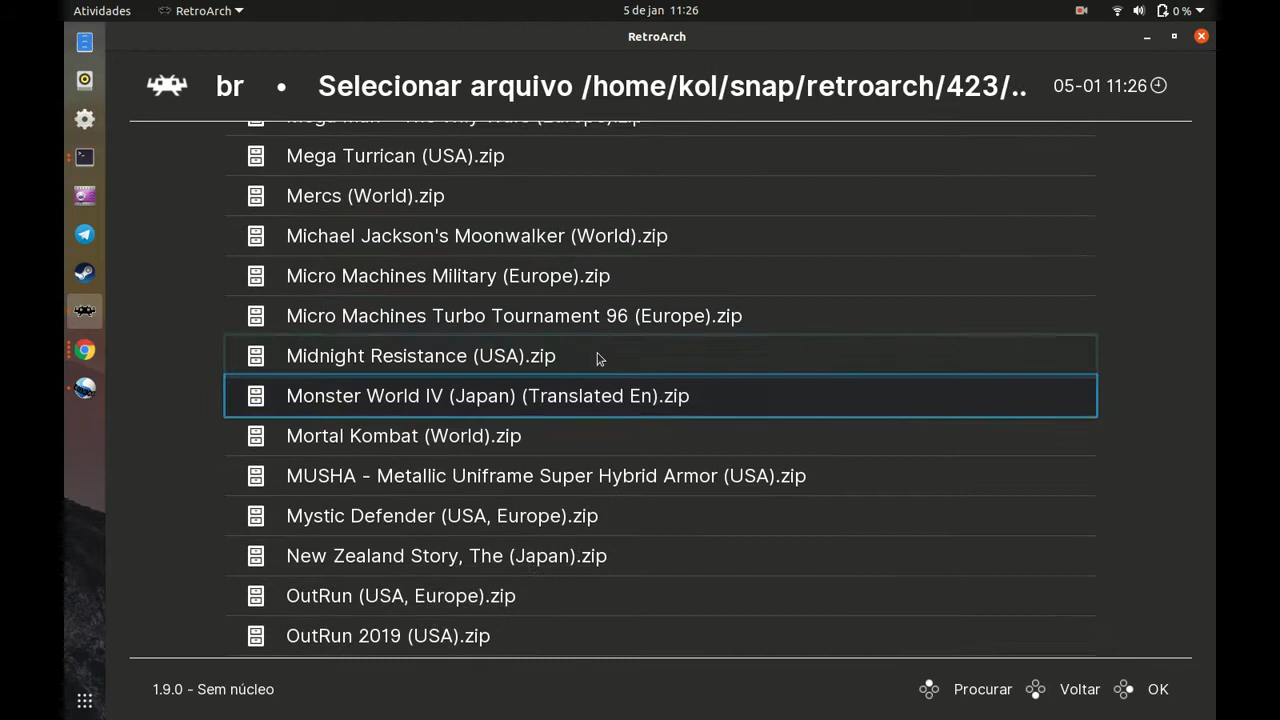 Atividades
RetroArch
5 de jan 11:26
0 %
RetroArch
br • Selecionar arquivo /home/kol/snap/retroarch/423/..
05-01 11:26
Mega Turrican (USA).zip
Mercs (World).zip
Michael Jackson's Moonwalker (World).zip
Micro Machines Military (Europe).zip
Micro Machines Turbo Tournament 96 (Europe).zip
Midnight Resistance (USA).zip
Monster World IV (Japan) (Translated En).zip
Mortal Kombat (World).zip
MUSHA - Metallic Uniframe Super Hybrid Armor (USA).zip
Mystic Defender (USA, Europe).zip
New Zealand Story, The (Japan).zip
OutRun (USA, Europe).zip
OutRun 2019 (USA).zip
1.9.0 - Sem núcleo
Procurar
Voltar
OK